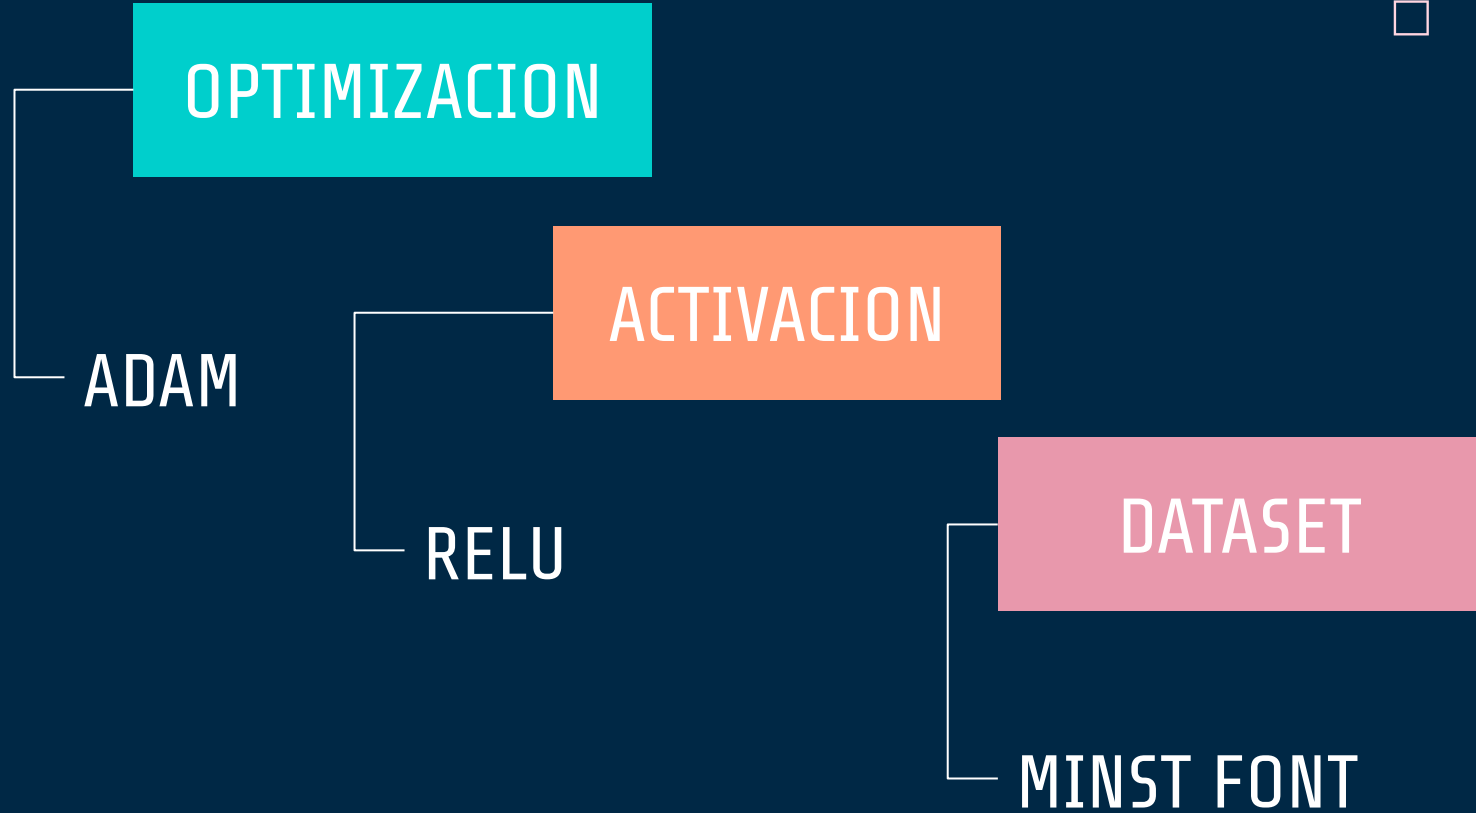 OPTIMIZACION
ADAM
ACTIVACION
RELU
DATASET
MINST FONT